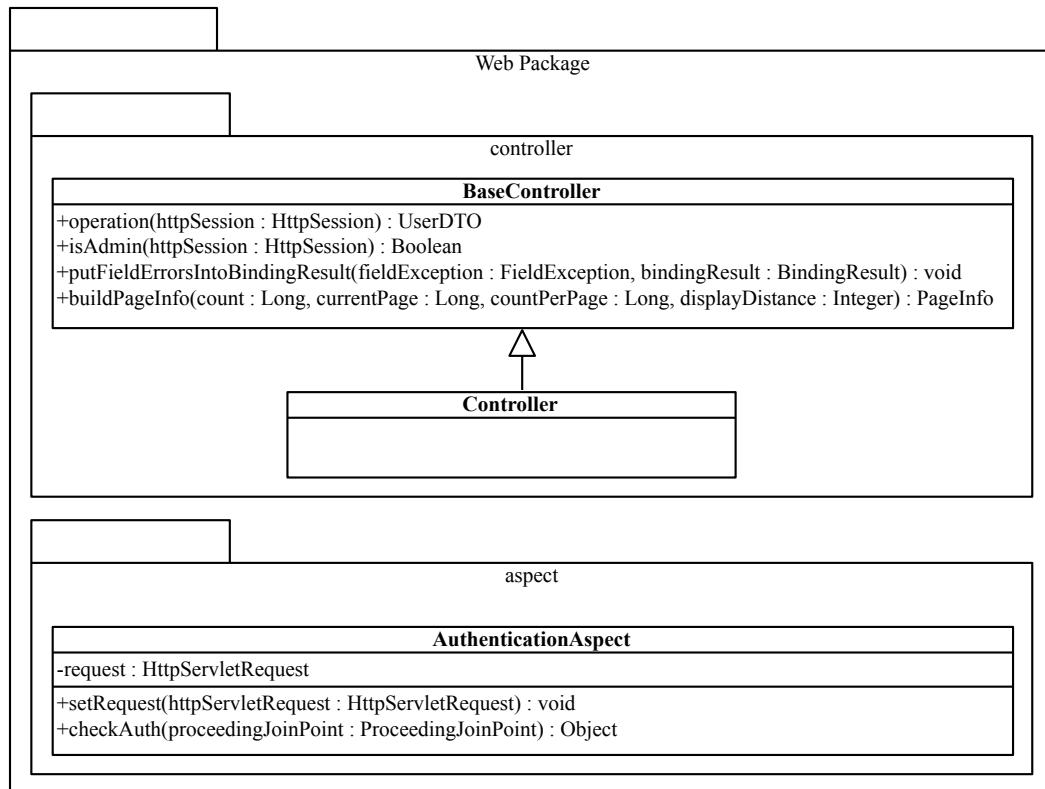 Web Package
controller
BaseController
+operation(httpSession : HttpSession) : UserDTO
+isAdmin(httpSession : HttpSession) : Boolean
+putFieldErrorsIntoBindingResult(fieldException : FieldException, bindingResult : BindingResult) : void
+buildPageInfo(count : Long, currentPage : Long, countPerPage : Long, displayDistance : Integer) : PageInfo
Controller
aspect
AuthenticationAspect
-request : HttpServletRequest
+setRequest(httpServletRequest : HttpServletRequest) : void
+checkAuth(proceedingJoinPoint : ProceedingJoinPoint) : Object